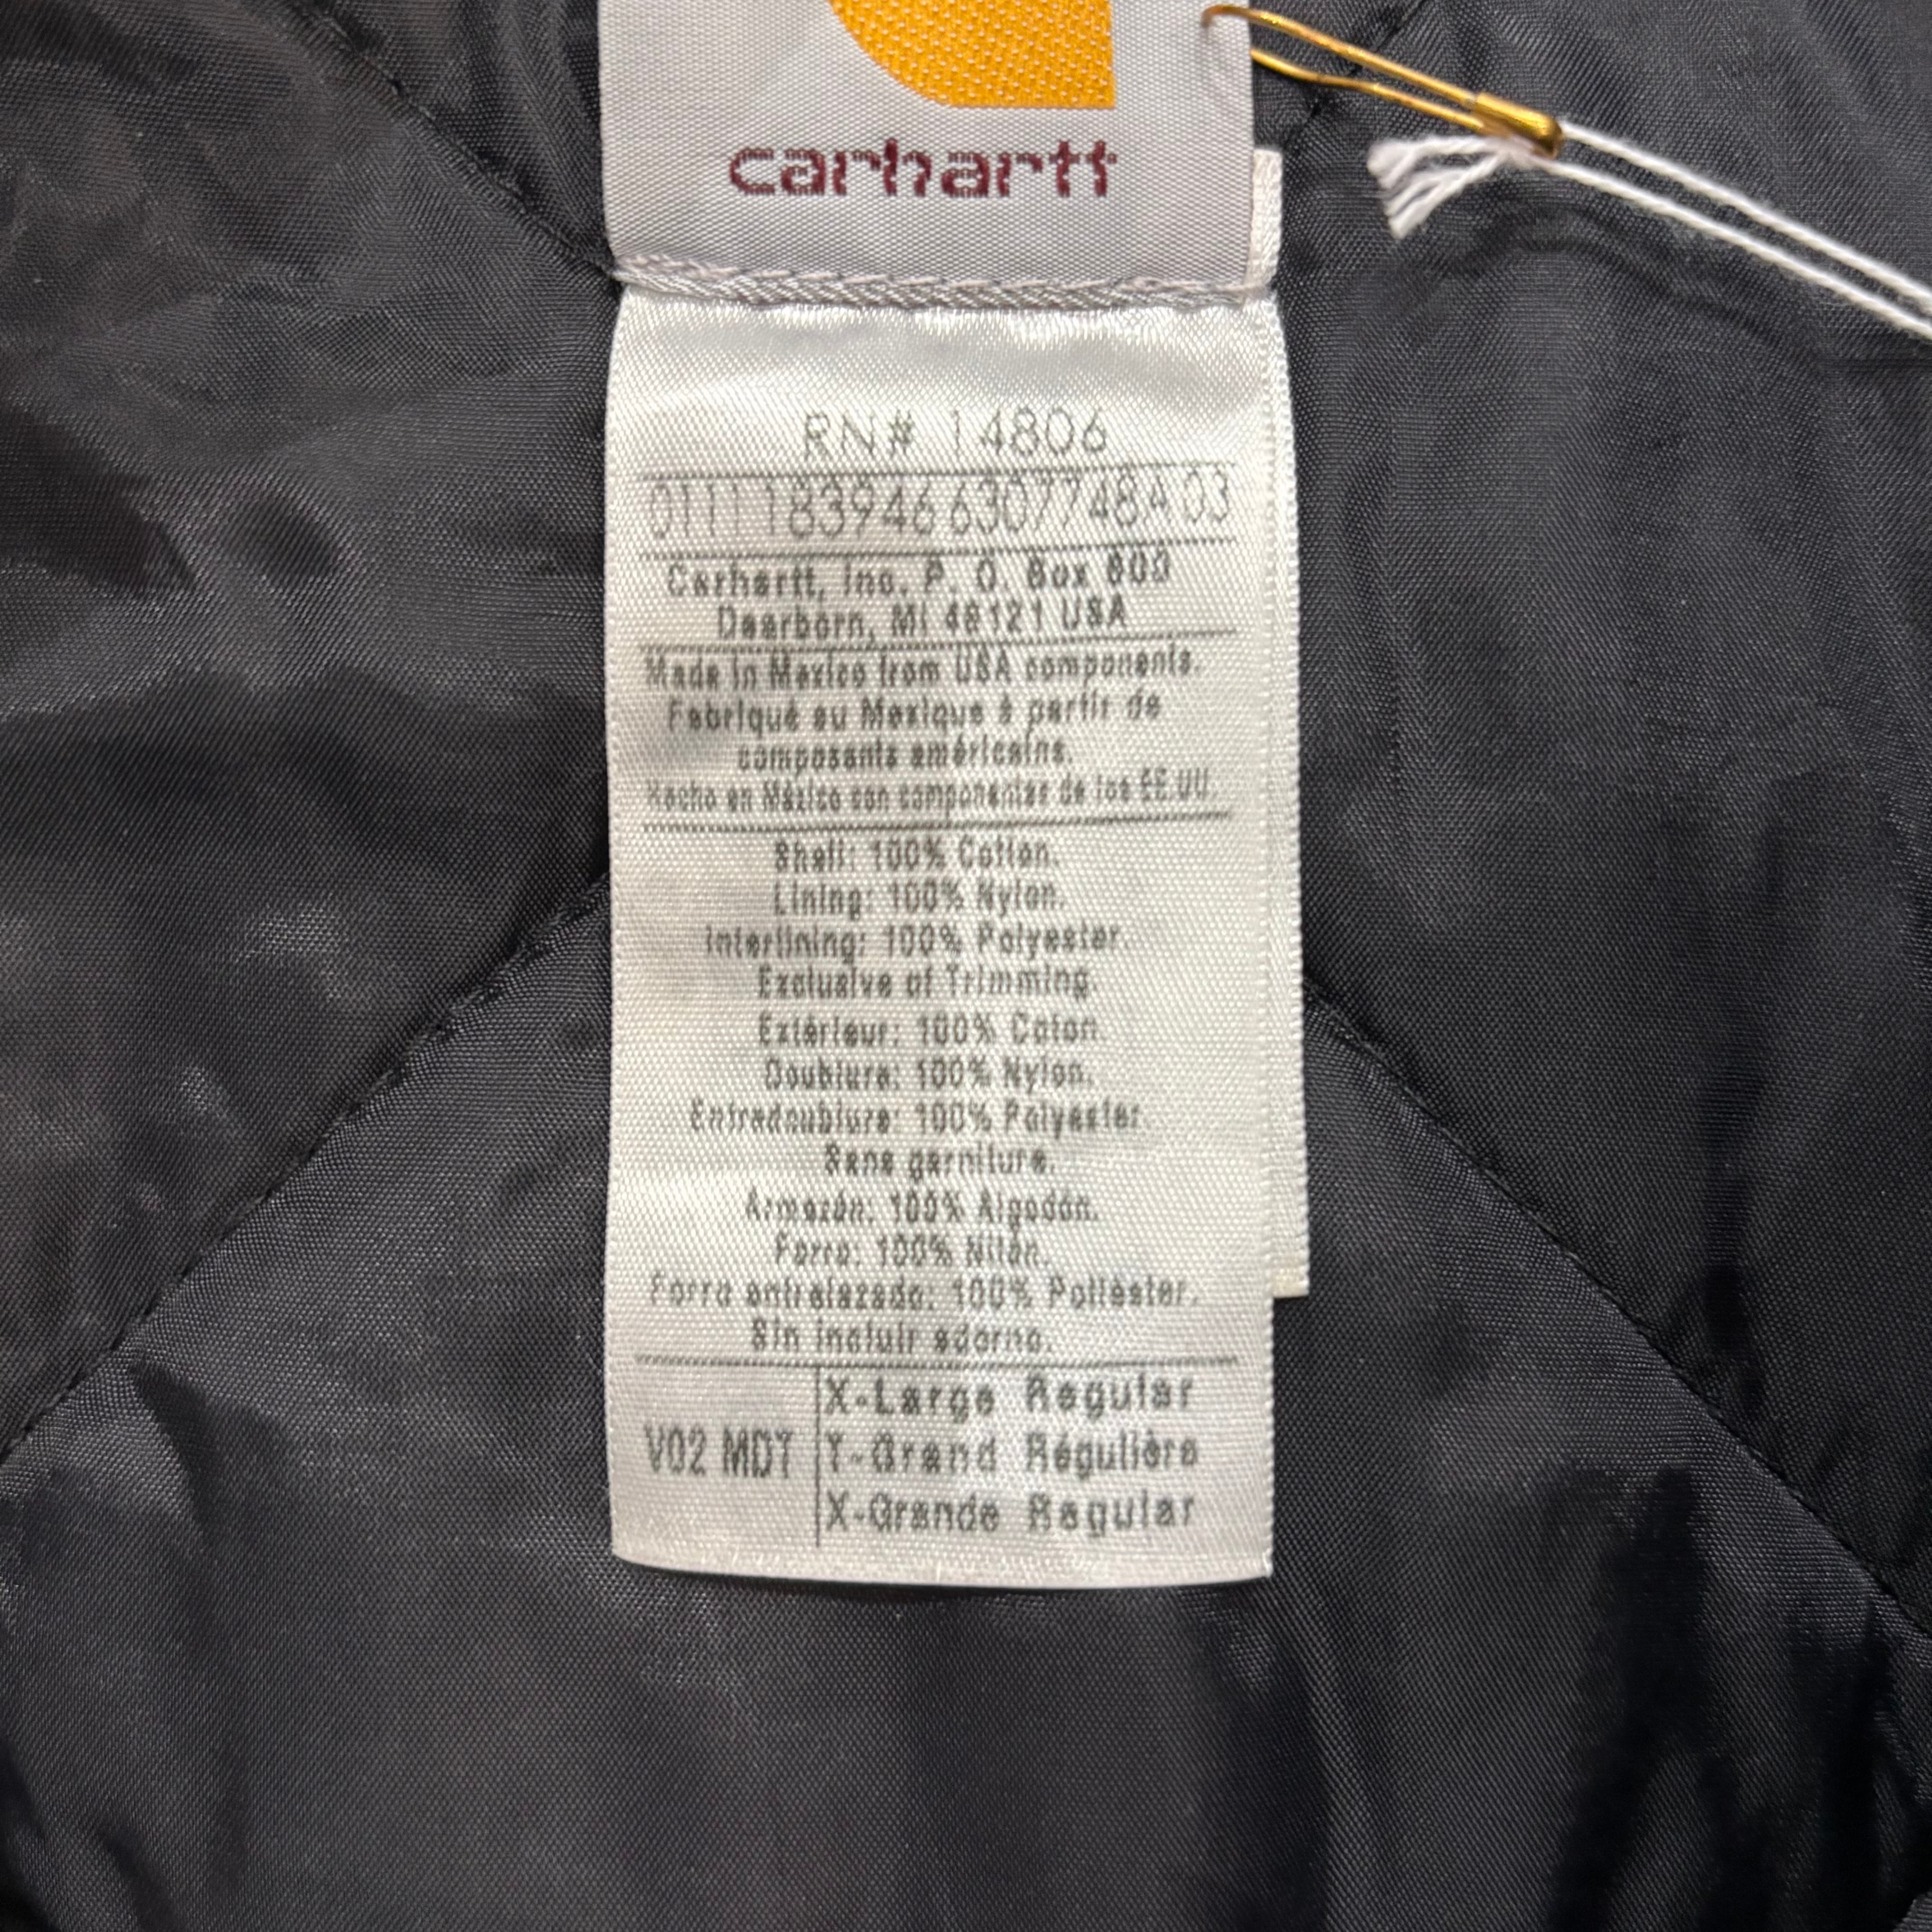 carhartt
RN# 14806
01111839466307748A 03
Carhartt, Inc. P. O. Box 600
Dearborn, MI 48121 USA
Made in Mexico from USA components.
Fabriqué au Mexique à partir de
composants américains.
Hecho en México con componentes de los EE.UU.
Shell: 100% Cotton.
Lining: 100% Nylon.
Interlining: 100% Polyester.
Exclusive of Trimming.
Extérieur: 100% Coton.
Doublure: 100% Nylon.
Entredoublure: 100% Polyester.
Sans garniture.
Armazón: 100% Algodón.
Forro: 100% Nilón.
Forro entrelazado: 100% Poliéster.
Sin incluir adorno.
V02 MDT
X-Large Regular
T-Grand Régulière
X-Grande Regular